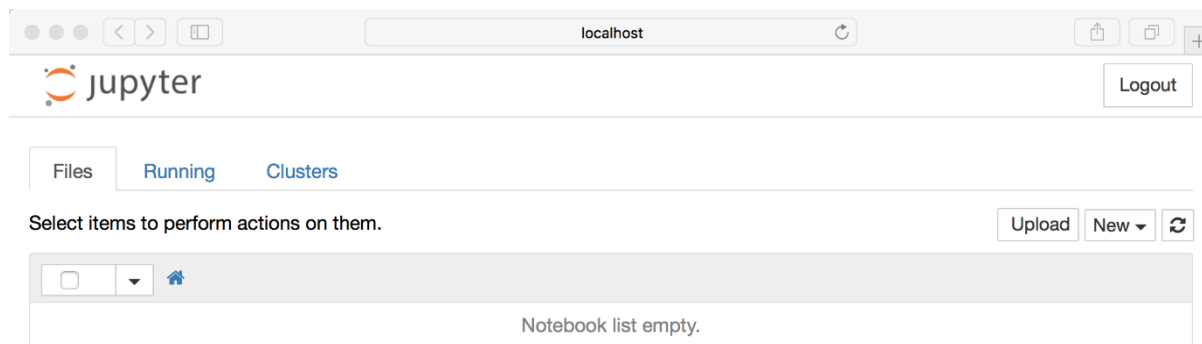 localhost
jupyter
Logout
Files Running Clusters
Select items to perform actions on them.
Upload New
Notebook list empty.